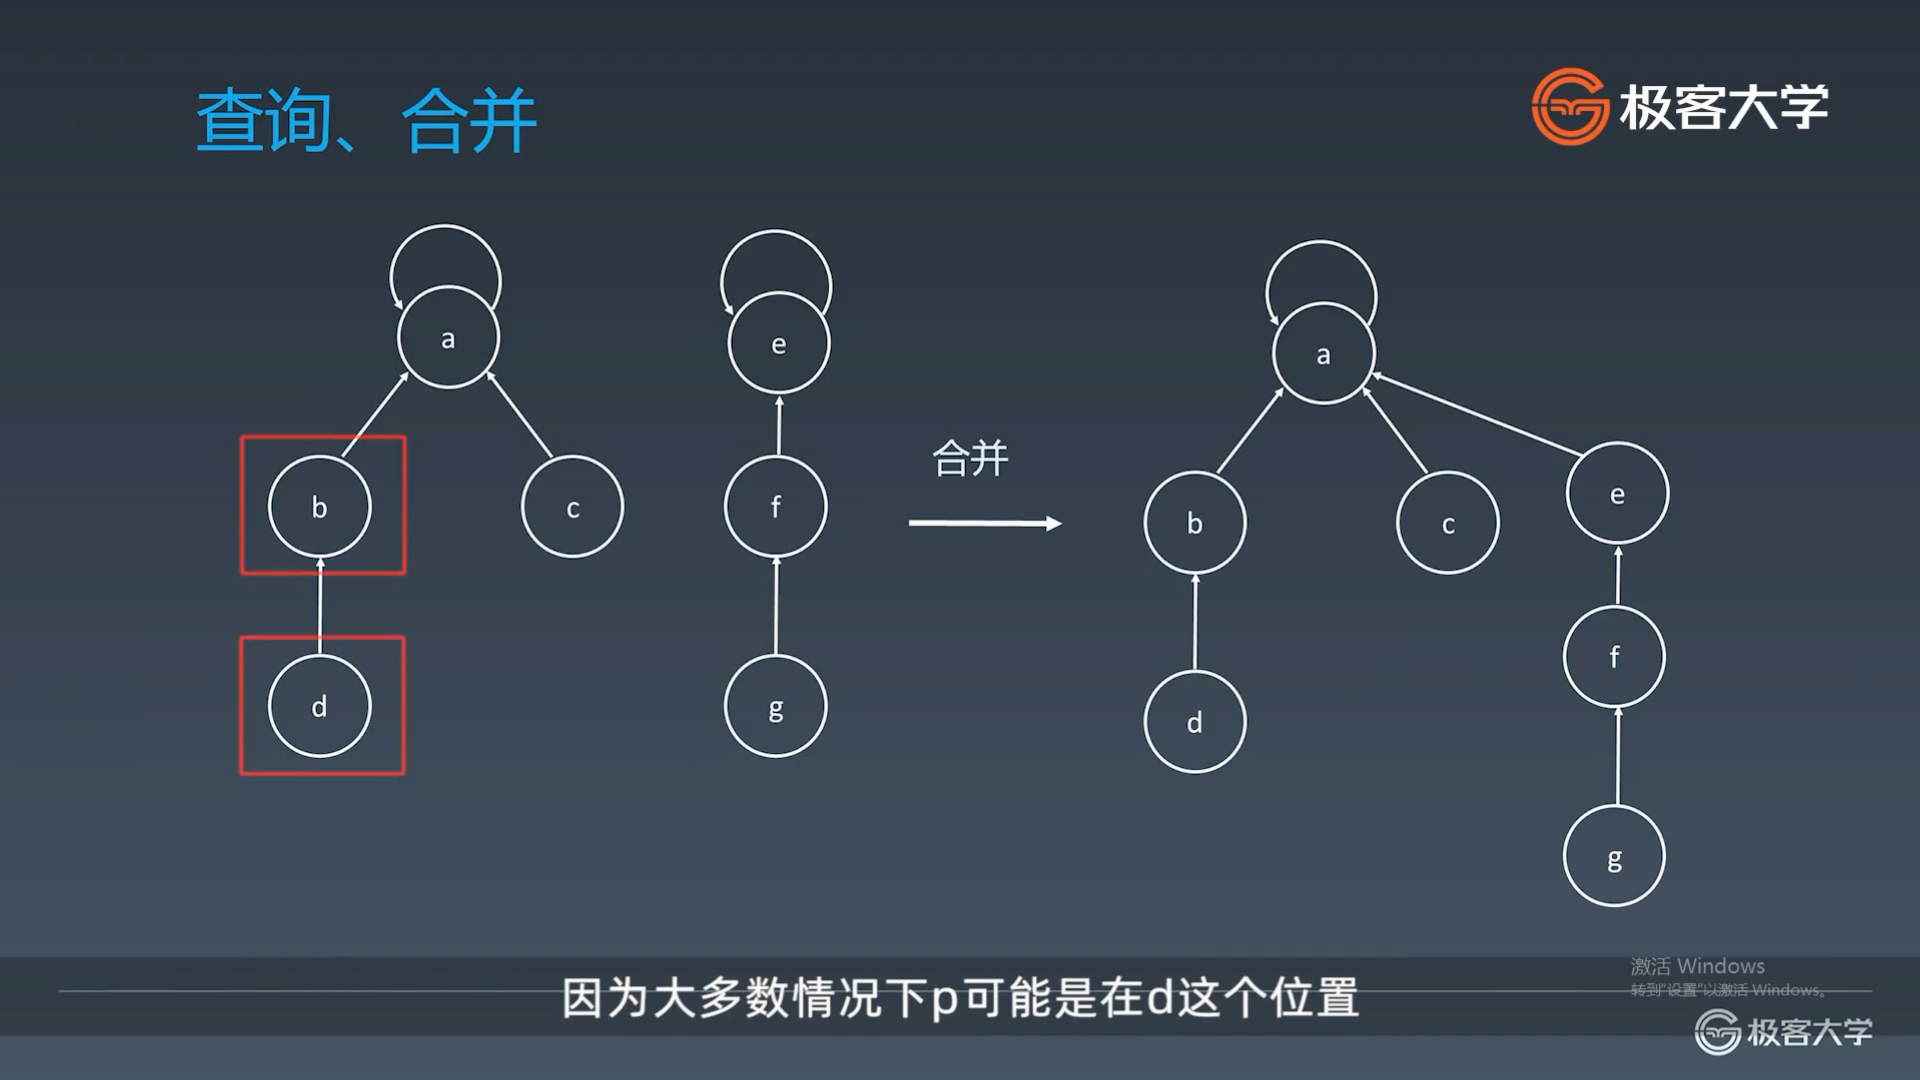 查询、合并
极客大学
a
e
a
b
c
f
合并
b
c
e
d
g
d
f
g
因为大多数情况下p可能是在d这个位置
激活 Windows
转到“设置”以激活 Windows。
极客大学